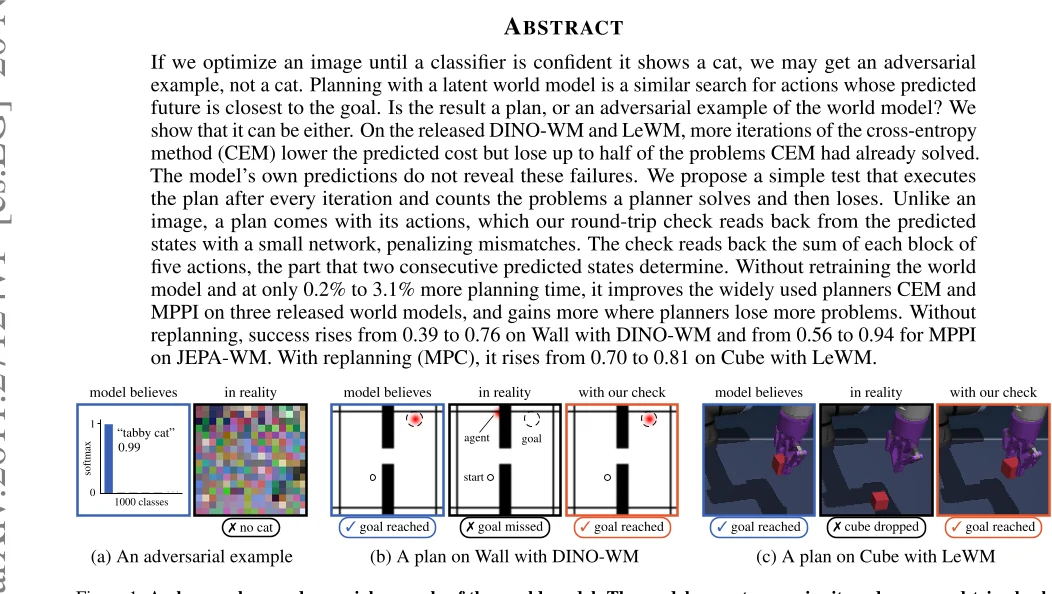 ABSTRACT
If we optimize an image until a classifier is confident it shows a cat, we may get an adversarial
example, not a cat. Planning with a latent world model is a similar search for actions whose predicted
future is closest to the goal. Is the result a plan, or an adversarial example of the world model? We
show that it can be either. On the released DINO-WM and LeWM, more iterations of the cross-entropy
method (CEM) lower the predicted cost but lose up to half of the problems CEM had already solved.
The model's own predictions do not reveal these failures. We propose a simple test that executes
the plan after every iteration and counts the problems a planner solves and then loses. Unlike an
image, a plan comes with its actions, which our round-trip check reads back from the predicted
states with a small network, penalizing mismatches. The check reads back the sum of each block of
five actions, the part that two consecutive predicted states determine. Without retraining the world
model and at only 0.2% to 3.1% more planning time, it improves the widely used planners CEM and
MPPI on three released world models, and gains more where planners lose more problems. Without
replanning, success rises from 0.39 to 0.76 on Wall with DINO-WM and from 0.56 to 0.94 for MPPI
on JEPA-WM. With replanning (MPC), it rises from 0.70 to 0.81 on Cube with LeWM.
model believes
in reality
softmax
1
0
"tabby cat"
0.99
1000 classes
✗ no cat
(a) An adversarial example
model believes
in reality
with our check
agent
goal
start
✓ goal reached
✗ goal missed
✓ goal reached
(b) A plan on Wall with DINO-WM
model believes
in reality
with our check
✓ goal reached
✗ cube dropped
✓ goal reached
(c) A plan on Cube with LeWM